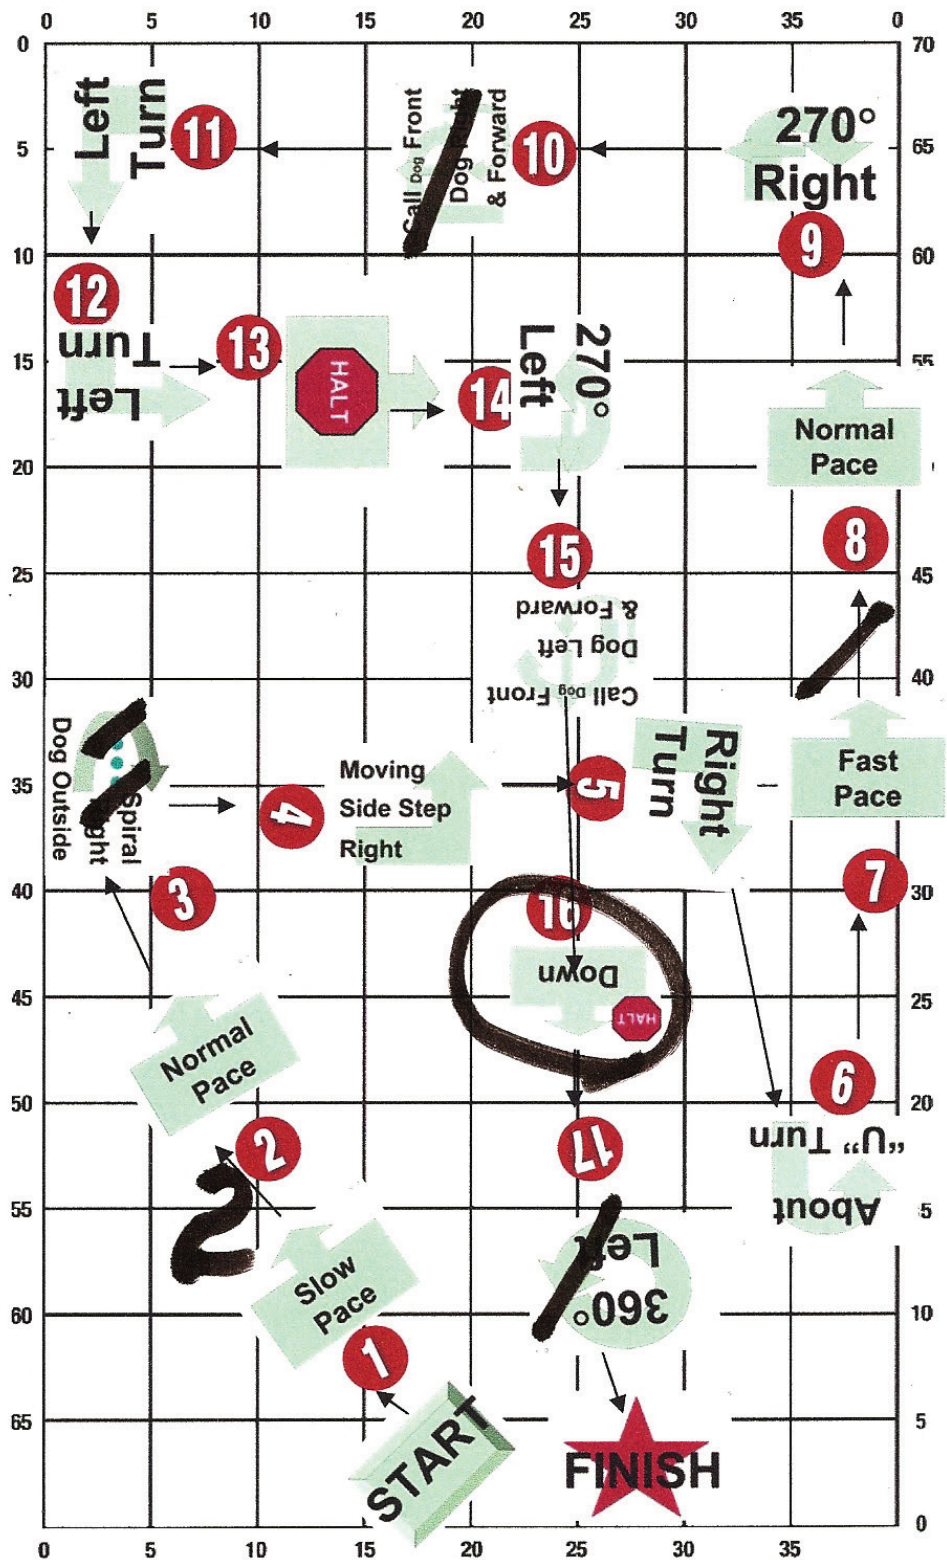 0 5 10 15 20 25 30 35 0
0 70
Left
Turn
11
Call Dog Front
Dog Right
& Forward
10
270°
Right
5 65
9
10 60
12
Left
Turn
13
HALT
14
270°
Left
15 55
Normal
Pace
20
15
8
25 45
Call Dog Front
Dog Left
& Forward
30 40
Spiral
Dog Outside
4
Moving
Side Step
Right
5
Right
Turn
Fast
Pace
35
3
16
7
40 30
Down
HALT
45 25
Normal
Pace
6
50 20
2
17
About
"U" Turn
2
55 5
Slow
Pace
360°
Left
60 10
1
START
FINISH
65 5
0
0 5 10 15 20 25 30 35